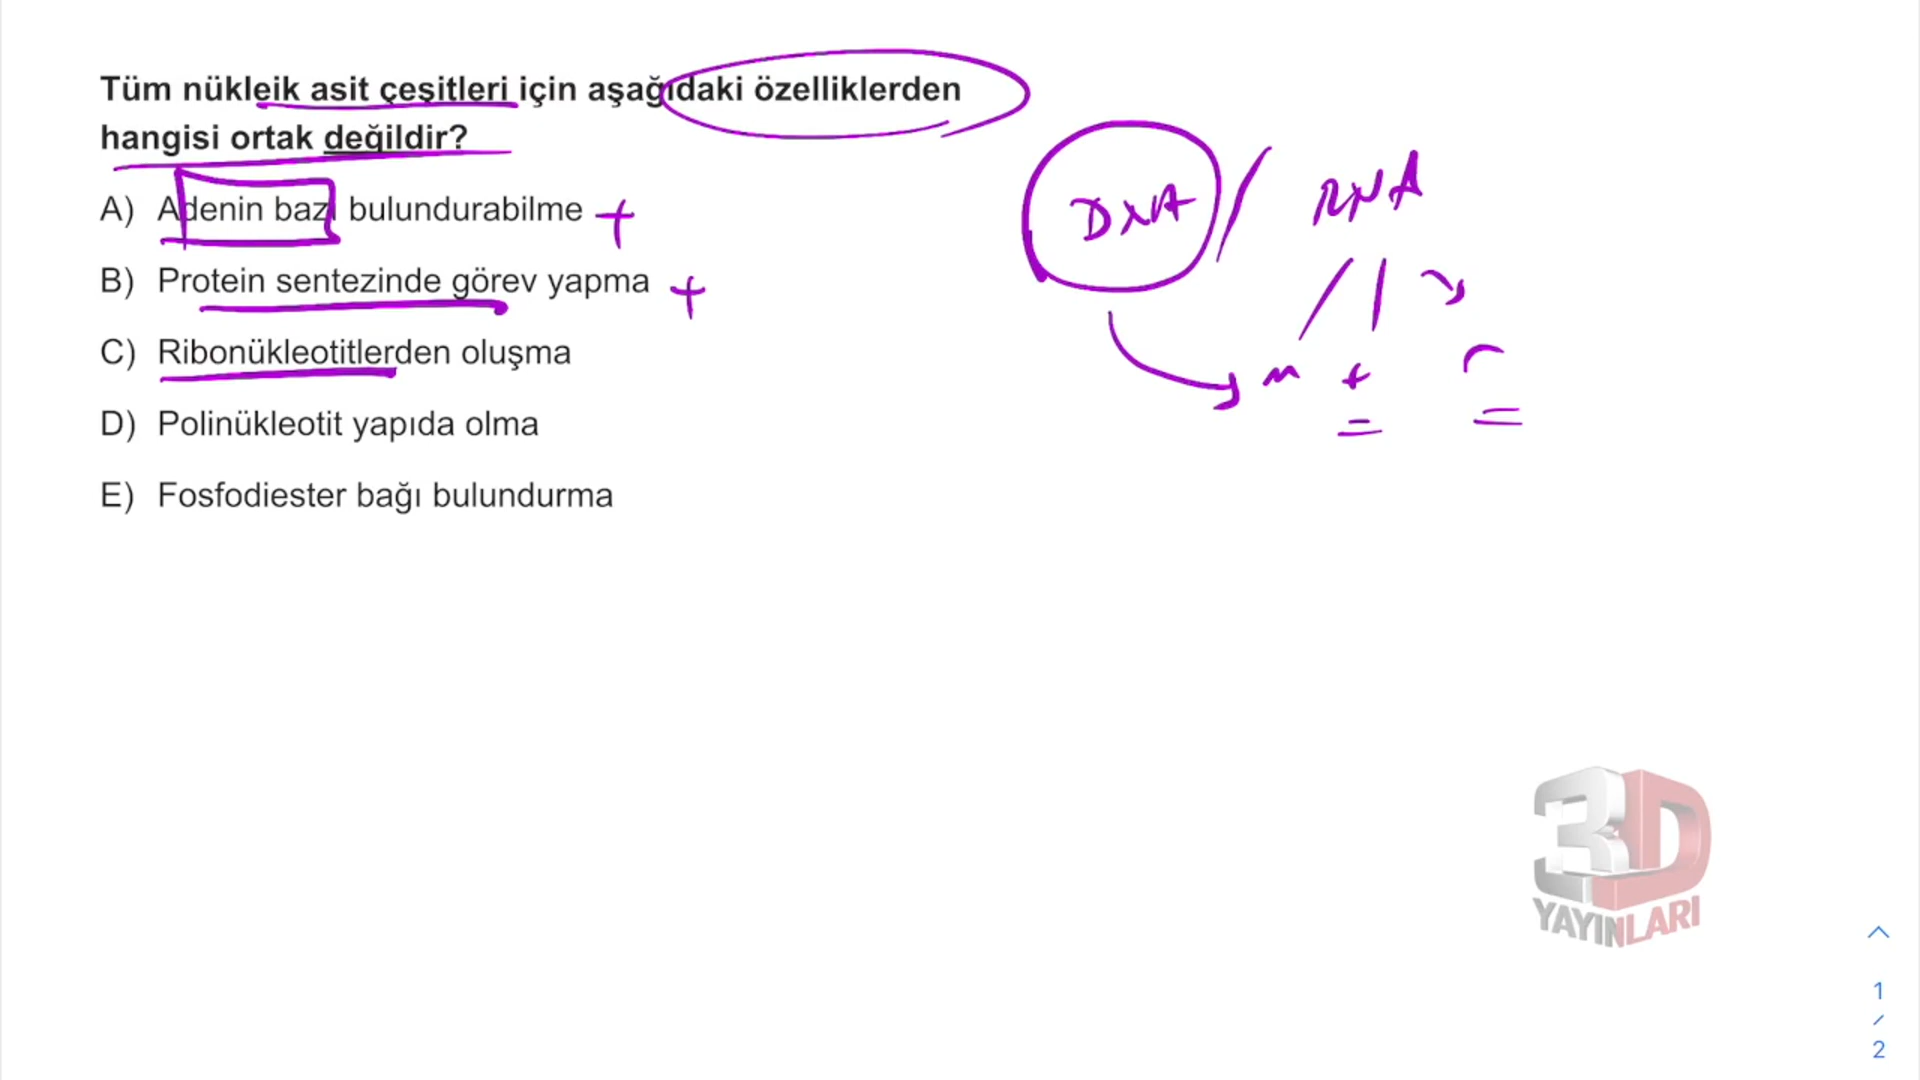 Tüm nükleik asit çeşitleri için aşağıdaki özelliklerden
hangisi ortak değildir?
A) Adenin bazı bulundurabilme +
B) Protein sentezinde görev yapma +
C) Ribonükleotitlerden oluşma
D) Polinükleotit yapıda olma
E) Fosfodiester bağı bulundurma
DNA / RNA
m t r
3D
YAYINLARI
1
/
2